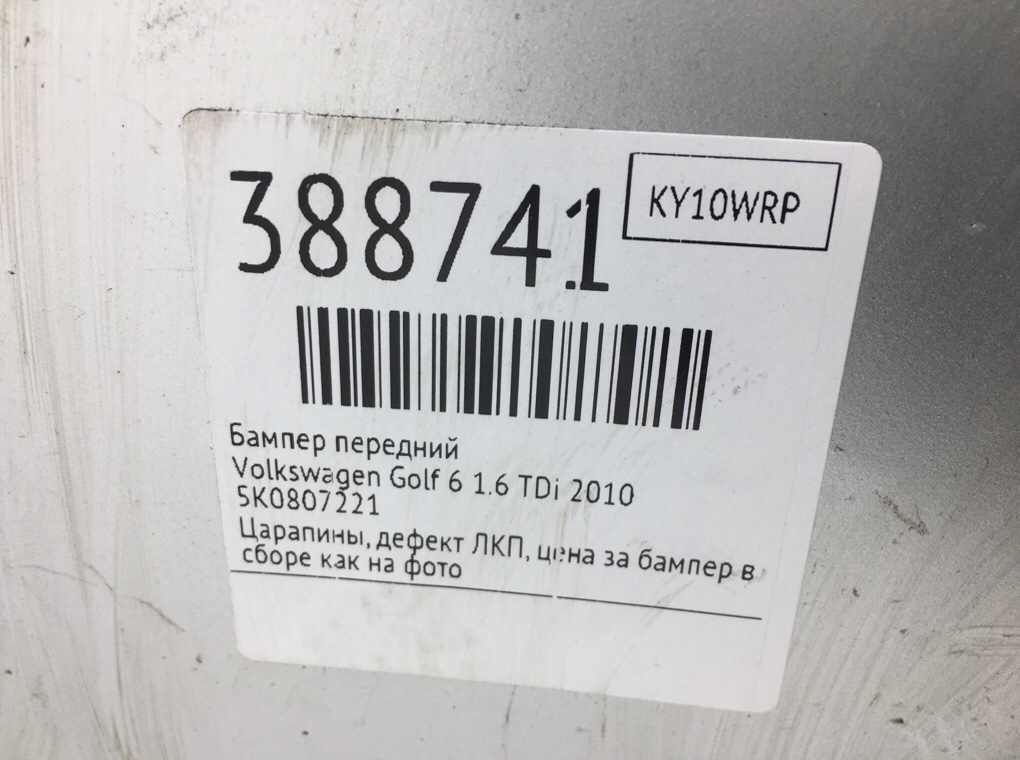 388741
KY10WRP
Бампер передний
Volkswagen Golf 6 1.6 TDi 2010
5K0807221
Царапины, дефект ЛКП, цена за бампер в
сборе как на фото